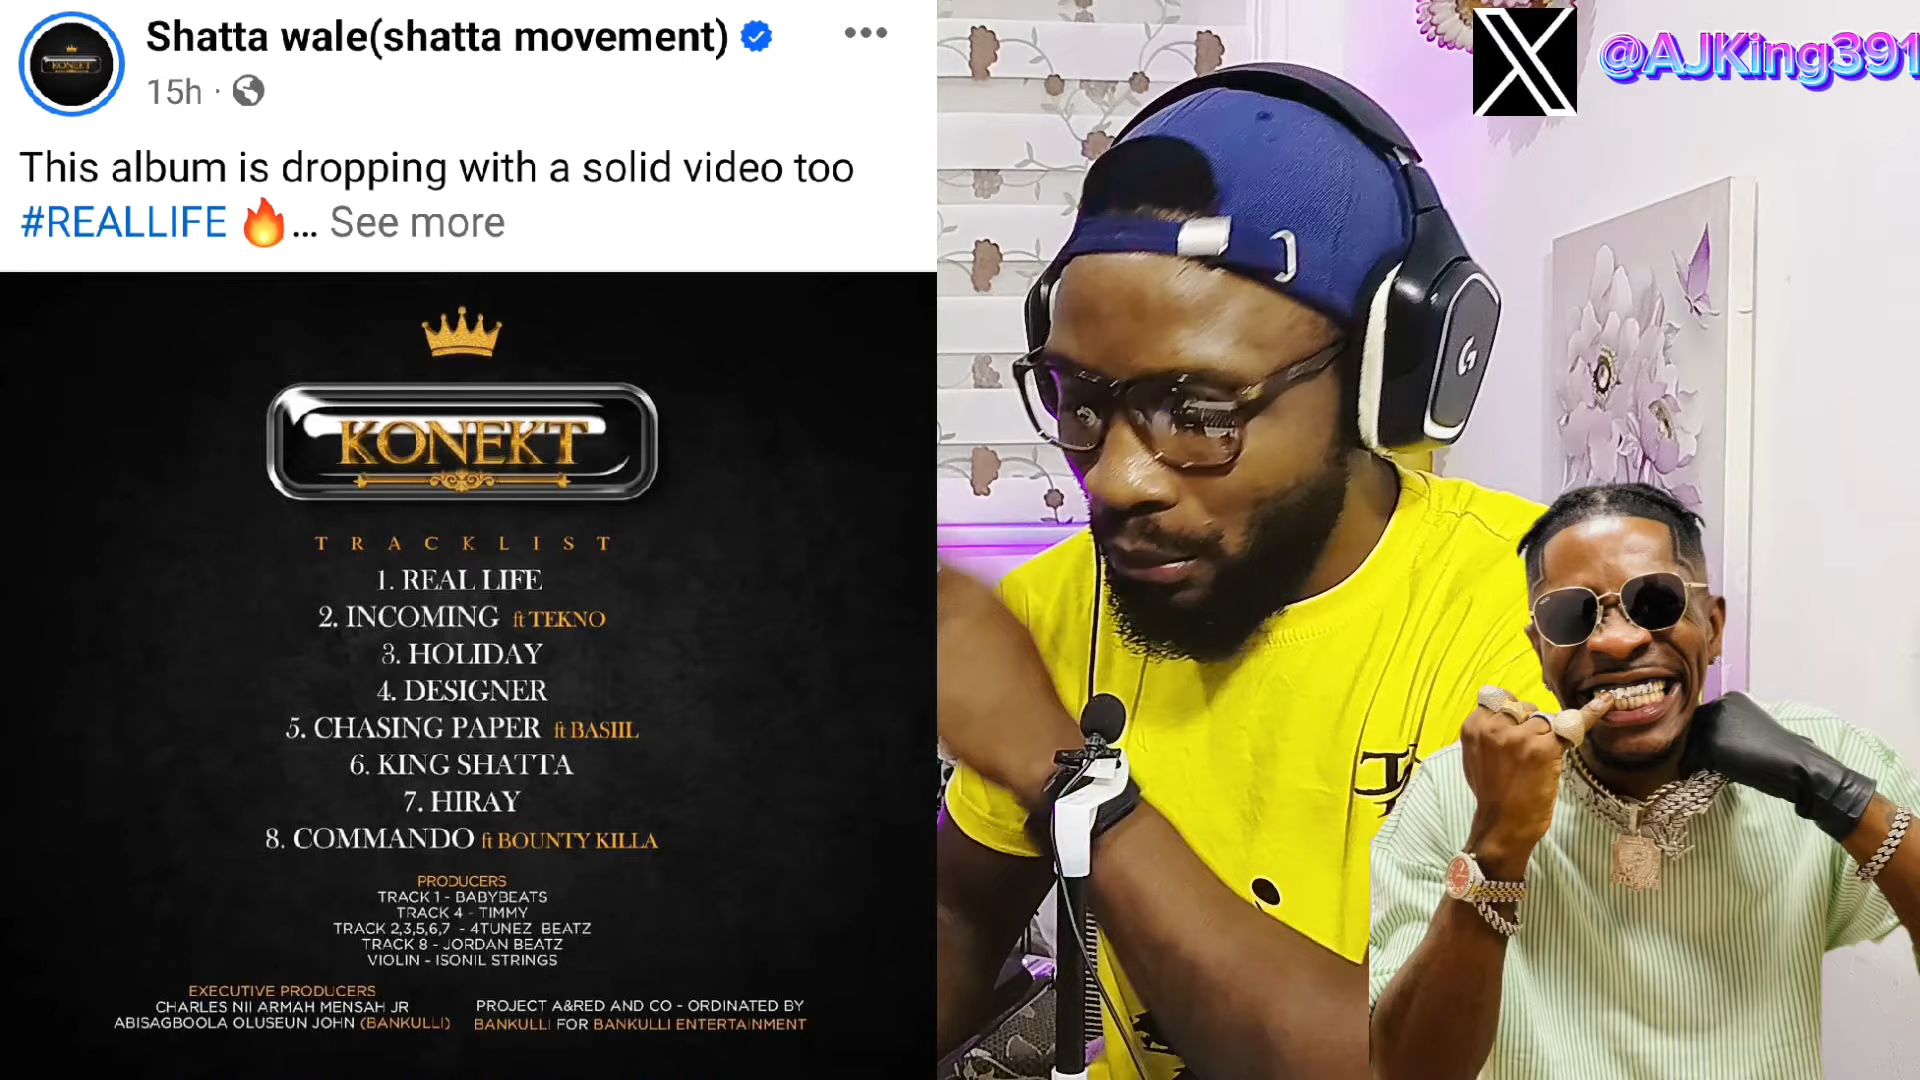 Shatta wale(shatta movement)
15h ·
This album is dropping with a solid video too
#REALLIFE 🔥... See more
KONEKT
KONEKT
TRACKLIST
1. REAL LIFE
2. INCOMING ft TEKNO
3. HOLIDAY
4. DESIGNER
5. CHASING PAPER ft BASIIL
6. KING SHATTA
7. HIRAY
8. COMMANDO ft BOUNTY KILLA
PRODUCERS
TRACK 1 - BABYBEATS
TRACK 4 - TIMMY
TRACK 2,3,5,6,7 - 4TUNEZ BEATZ
TRACK 8 - JORDAN BEATZ
VIOLIN - ISONIL STRINGS
EXECUTIVE PRODUCERS
CHARLES NII ARMAH MENSAH JR
ABISAGBOOLA OLUSEUN JOHN (BANKULLI)
PROJECT A&RED AND CO - ORDINATED BY
BANKULLI FOR BANKULLI ENTERTAINMENT
X
@AJKing391
G